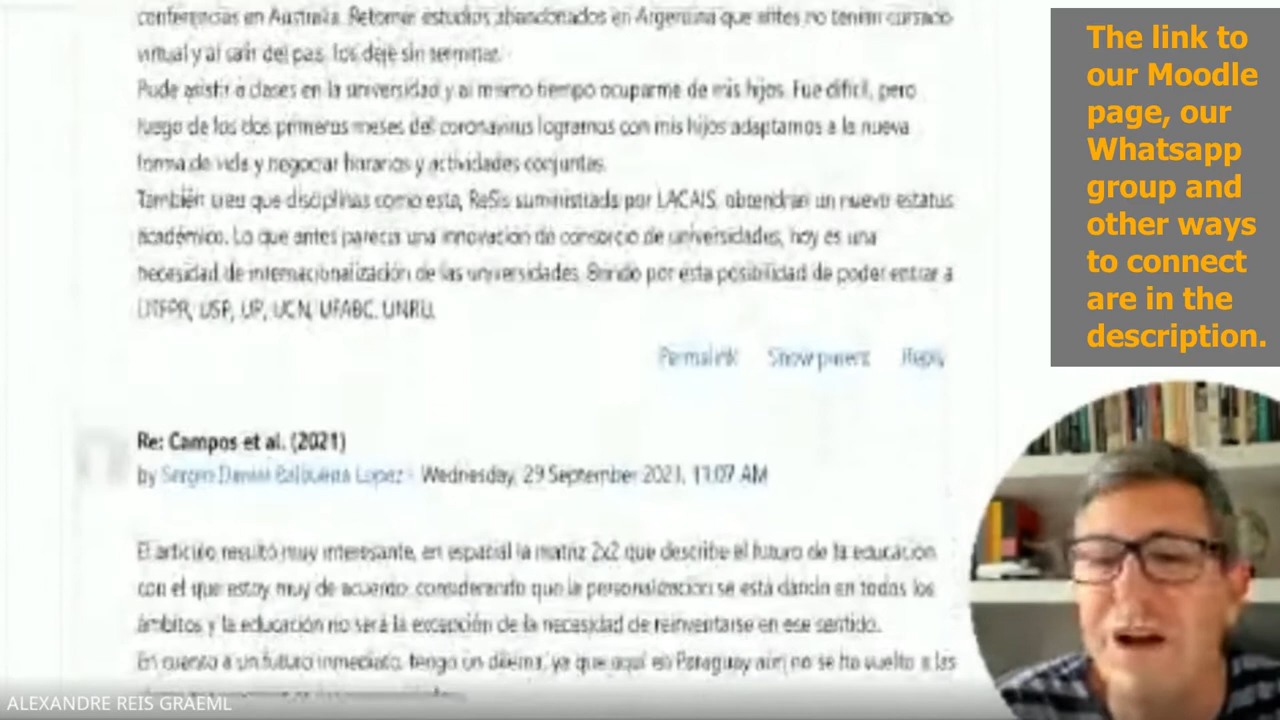 conferencias en Australia. Retomar estudios abandonados en Argentina que antes no tenían cursado
virtual y al salir del pas, los dejé sin terminar.
Pude asistir a clases en la universidad y al mismo tiempo ocuparme de mis hijos. Fue difícil, pero
luego de los dos primeros meses del coronavirus logramos con mis hijos adaptarnos a la nueva
forma de vida y negociar horarios y actividades conjuntas.
También creo que disciplinas como esta, ReSis suministrada por LACAIS, obtendrán un nuevo estatus
académico. Lo que antes parecía una innovación de consorcio de universidades, hoy es una
necesidad de internacionalización de las universidades. Brindo por esta posibilidad de poder entrar a
UTFPR, USP, UP, UCN, UFABC, UNRU.
Permalink Show parent Reply
Re: Campos et al. (2021)
by Sergio Daniel Balbuena Lopez - Wednesday, 29 September 2021, 11:07 AM
El artículo resultó muy interesante, en espacial la matriz 2x2 que describe el futuro de la educación
con el que estoy muy de acuerdo considerando que la personalización se está dando en todos los
ámbitos y la educación no será la excepción de la necesidad de reinventarse en ese sentido.
En cuanto a un futuro inmediato, tengo un dilema, ya que aquí en Paraguay aún no se ha vuelto a las
The link to
our Moodle
page, our
Whatsapp
group and
other ways
to connect
are in the
description.
ALEXANDRE REIS GRAEML